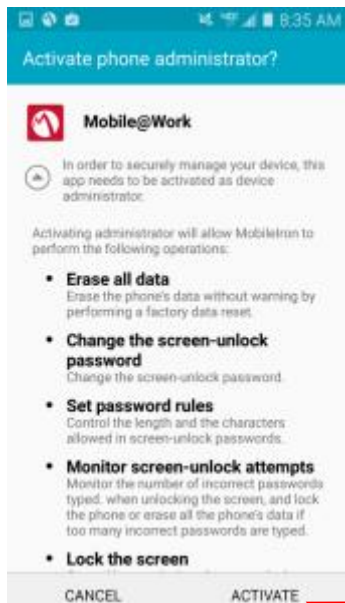 8:35 AM
Activate phone administrator?
Mobile@Work
In order to securely manage your device, this
app needs to be activated as device
administrator.
Activating administrator will allow MobileIron to
perform the following operations:
• Erase all data
Erase the phone's data without warning by
performing a factory data reset.
• Change the screen-unlock
password
Change the screen-unlock password.
• Set password rules
Control the length and the characters
allowed in screen-unlock passwords.
• Monitor screen-unlock attempts
Monitor the number of incorrect passwords
typed. when unlocking the screen, and lock
the phone or erase all the phone's data if
too many incorrect passwords are typed.
• Lock the screen
CANCEL ACTIVATE